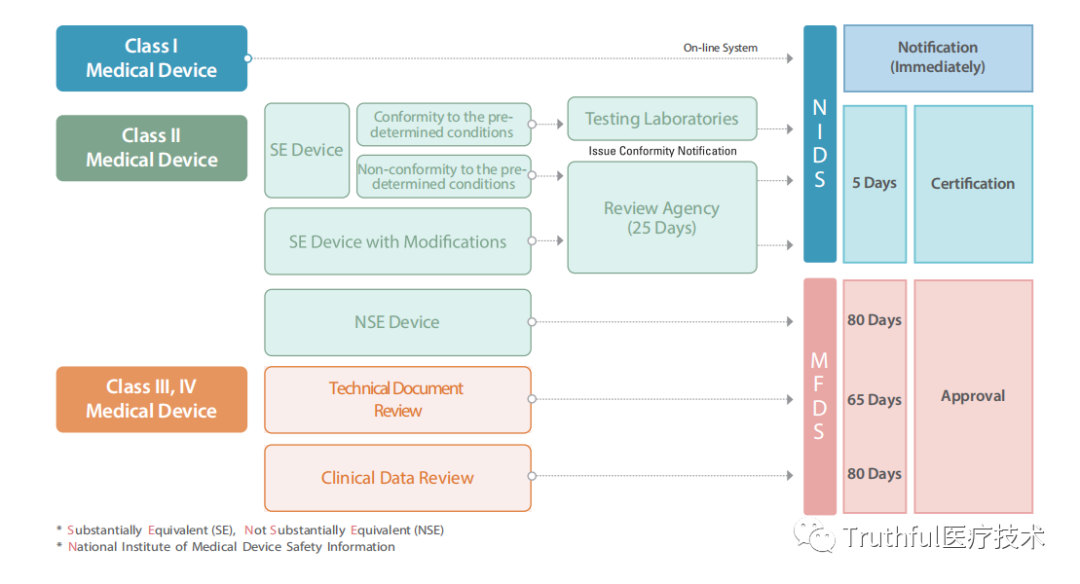 Class I
Medical Device
On-line System
Notification
(Immediately)
NIDS
Class II
Medical Device
SE Device
Conformity to the pre-
determined conditions
Testing Laboratories
Issue Conformity Notification
Non-conformity to the pre-
determined conditions
Review Agency
(25 Days)
5 Days
Certification
SE Device with Modifications
NSE Device
80 Days
MFDS
Class III, IV
Medical Device
Technical Document
Review
65 Days
Approval
Clinical Data Review
80 Days
* Substantially Equivalent (SE), Not Substantially Equivalent (NSE)
* National Institute of Medical Device Safety Information
Truthful医疗技术